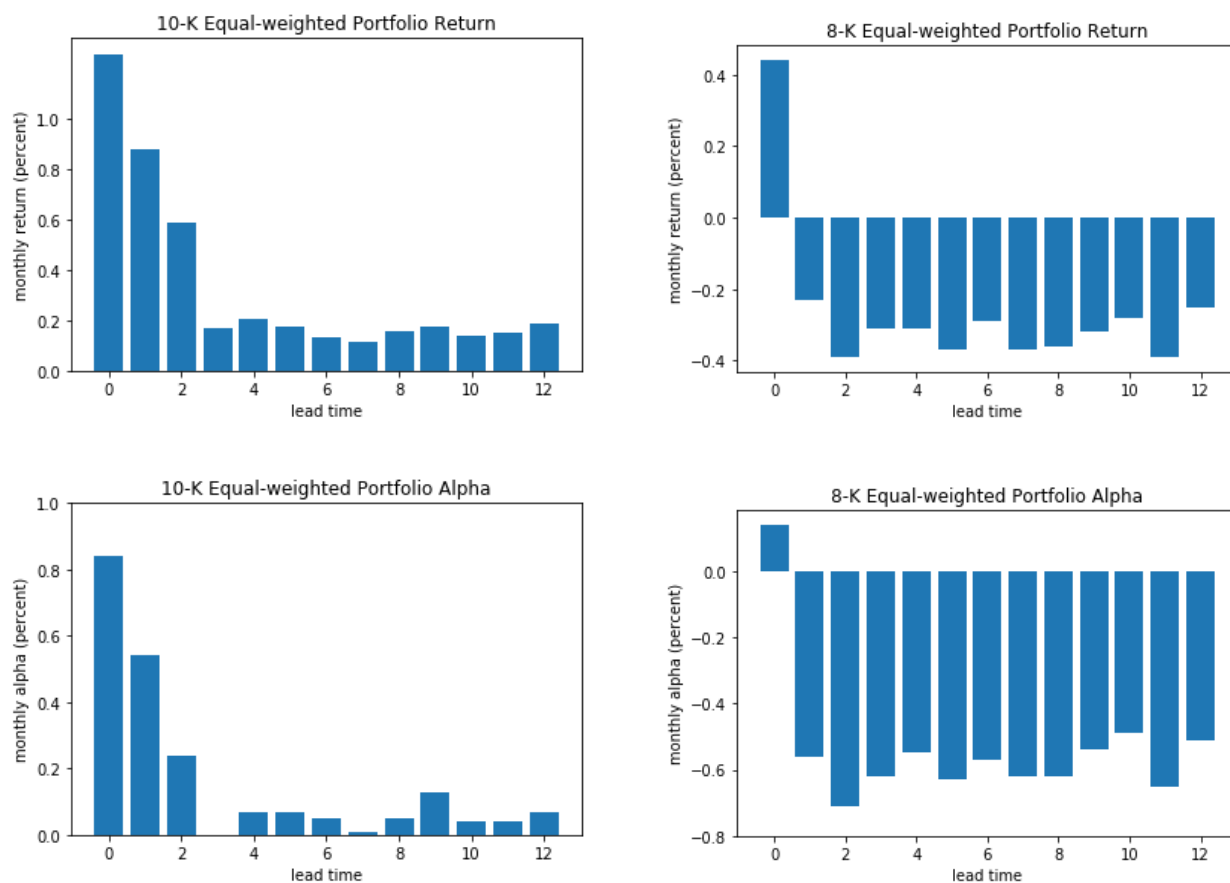 10-K Equal-weighted Portfolio Return
monthly return (percent)
1.0
0.8
0.6
0.4
0.2
0.0
0 2 4 6 8 10 12
lead time
8-K Equal-weighted Portfolio Return
monthly return (percent)
0.4
0.2
0.0
−0.2
−0.4
0 2 4 6 8 10 12
lead time
10-K Equal-weighted Portfolio Alpha
monthly alpha (percent)
1.0
0.8
0.6
0.4
0.2
0.0
0 2 4 6 8 10 12
lead time
8-K Equal-weighted Portfolio Alpha
monthly alpha (percent)
0.0
−0.2
−0.4
−0.6
−0.8
0 2 4 6 8 10 12
lead time